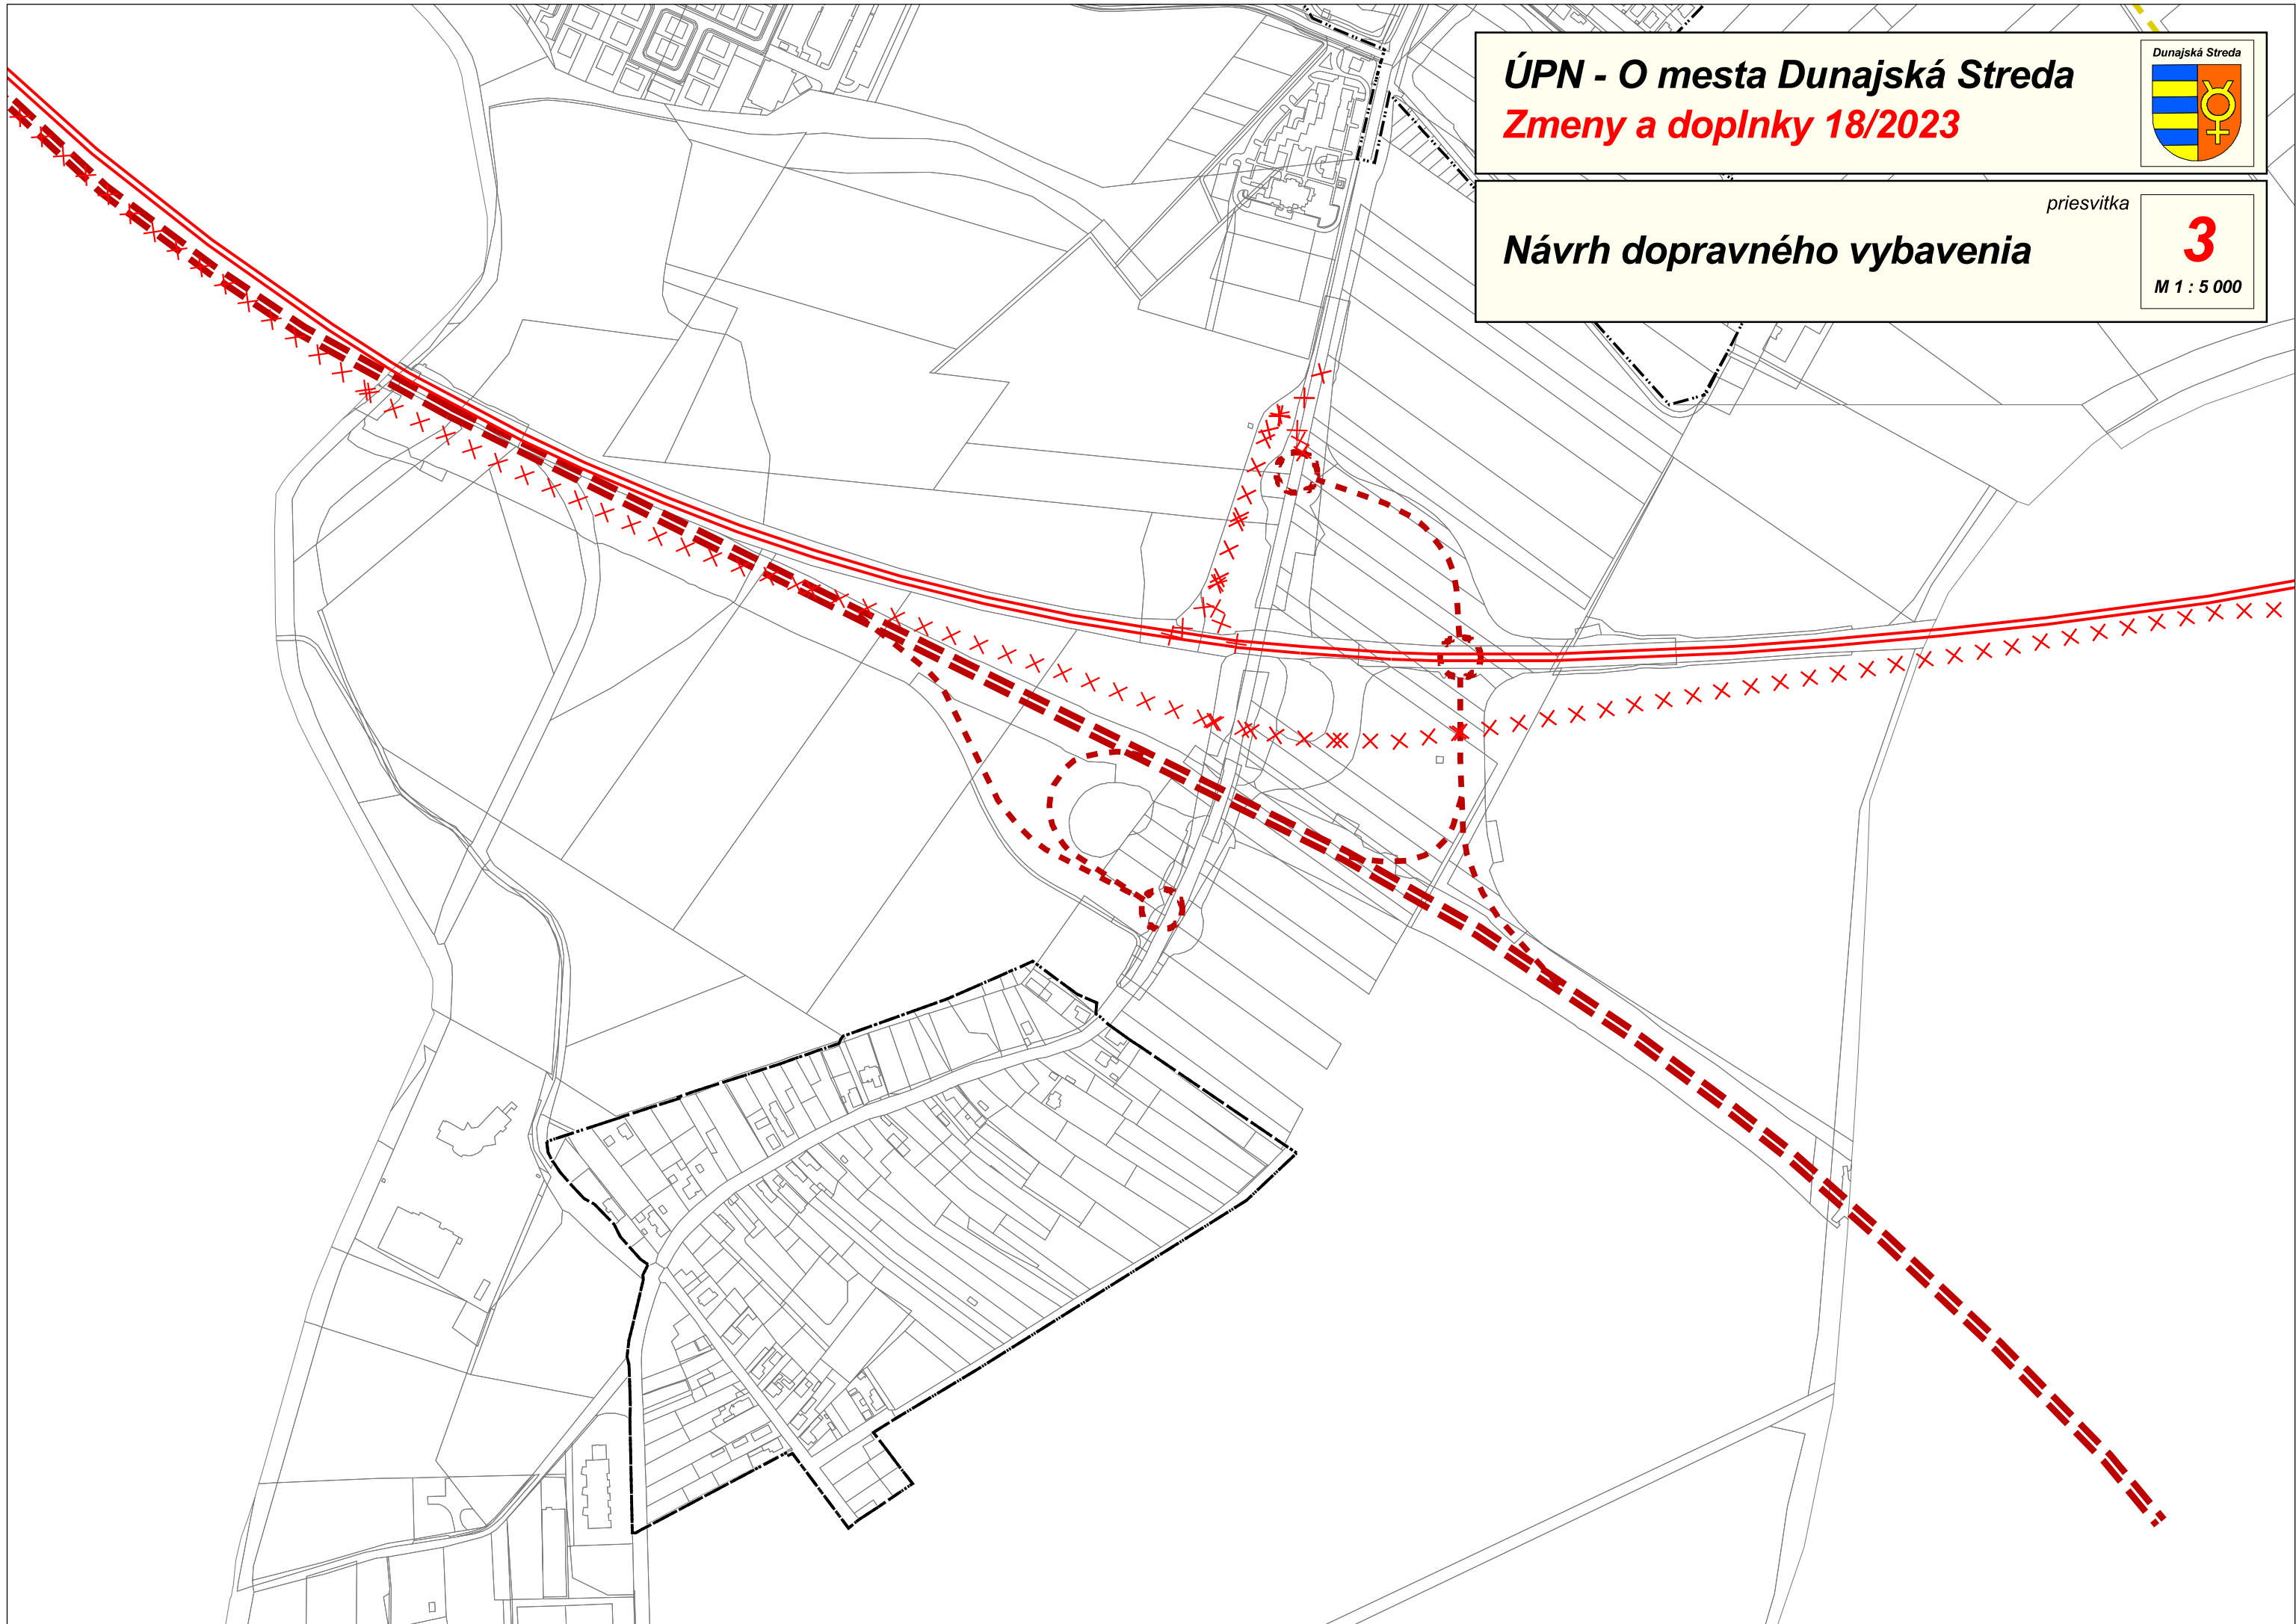 ÚPN - O mesta Dunajská Streda
Zmeny a doplnky 18/2023
Dunajská Streda
priesvitka
Návrh dopravného vybavenia
3
M 1 : 5 000